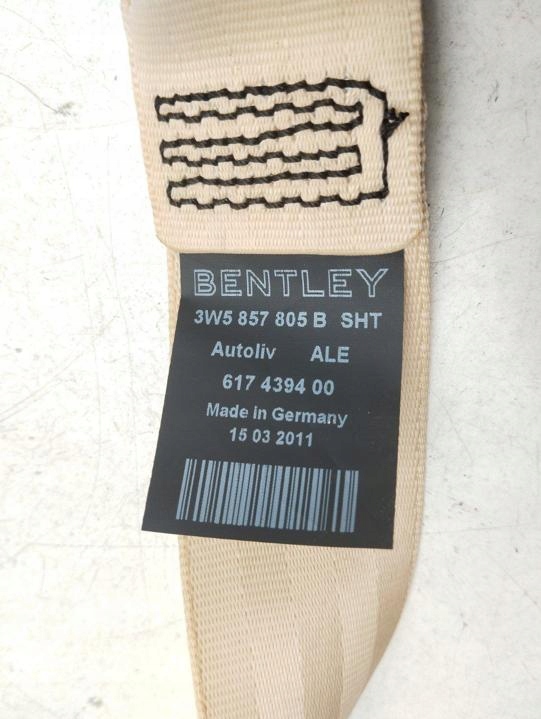 BENTLEY
3W5 857 805 B SHT
Autoliv ALE
617 4394 00
Made in Germany
15 03 2011